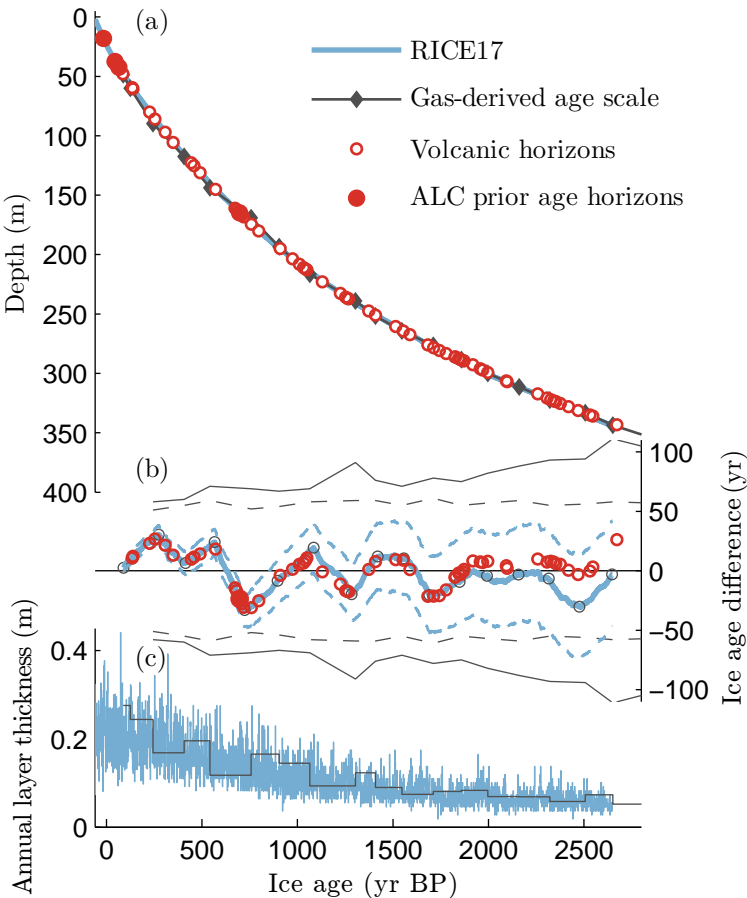 (a)
0
50
100
150
200
250
300
350
400
Depth (m)
RICE17
Gas-derived age scale
Volcanic horizons
ALC prior age horizons
(b)
100
50
0
−50
−100
Ice age difference (yr)
(c)
0.4
0.2
0
Annual layer thickness (m)
0
500
1000
1500
2000
2500
Ice age (yr BP)